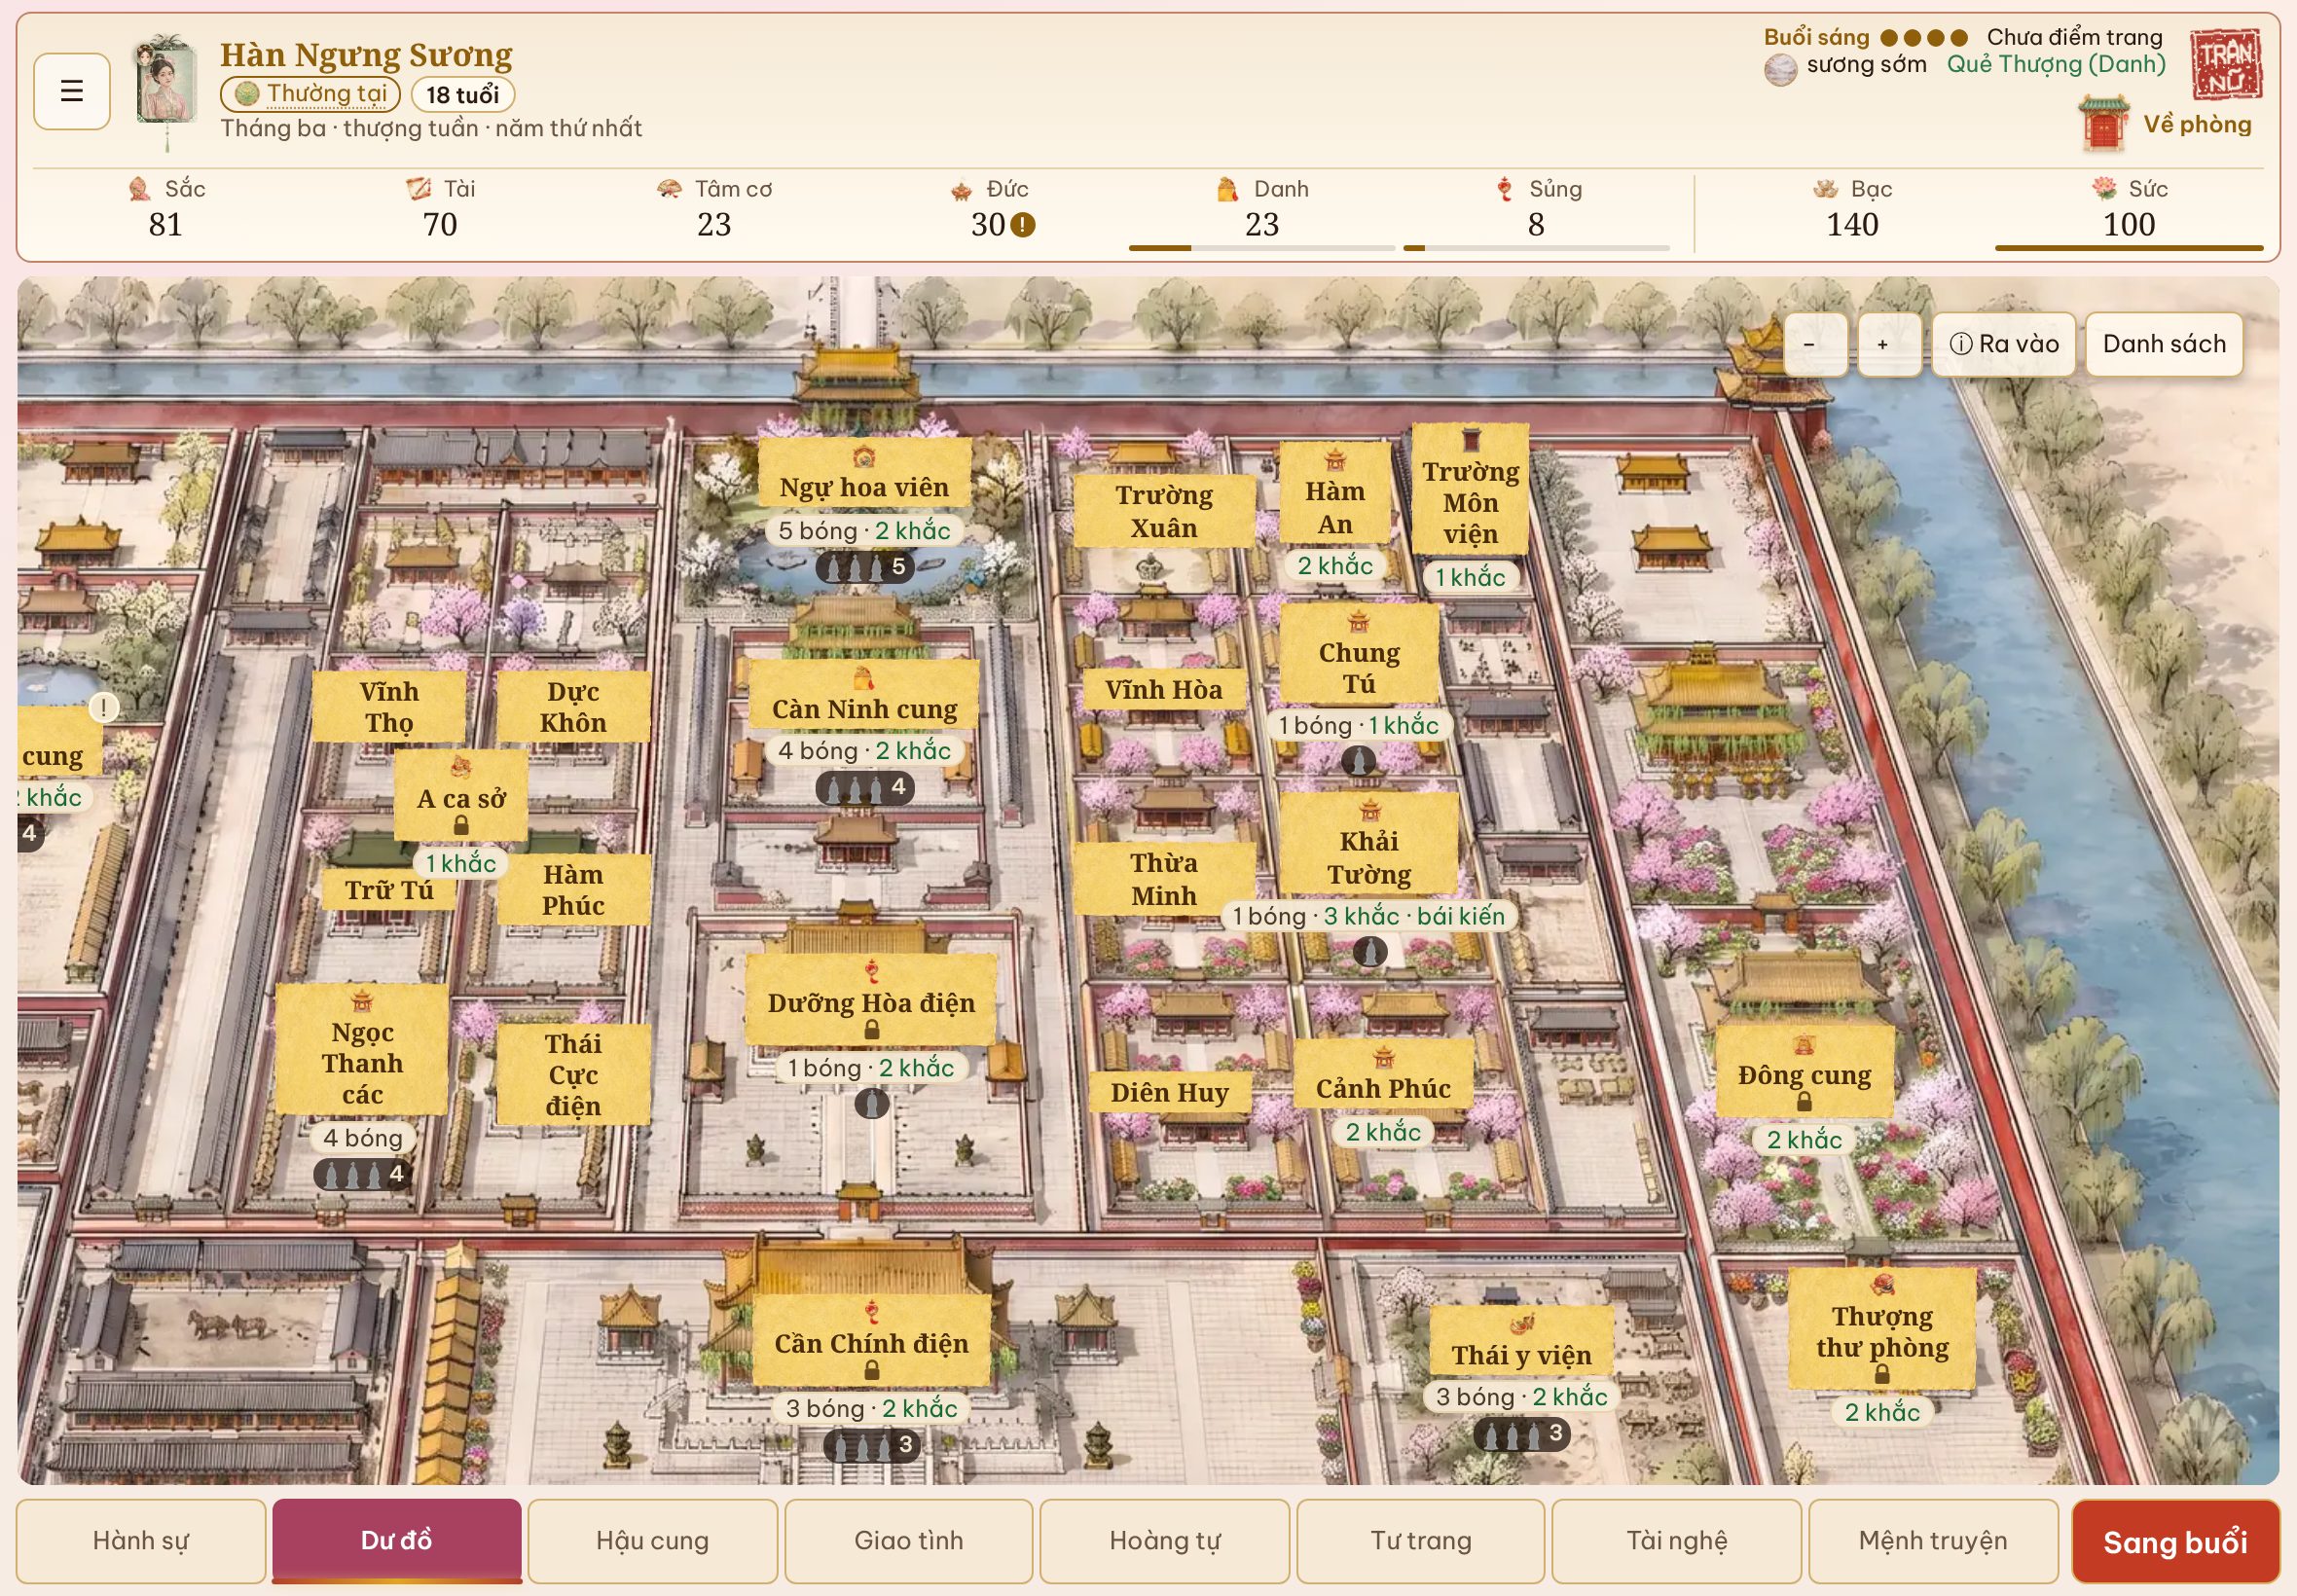 Hàn Ngưng Sương
Thường tại
18 tuổi
Tháng ba · thượng tuần · năm thứ nhất
Buổi sáng
Chưa điểm trang
sương sớm
Quẻ Thượng (Danh)
TRÂN
NỮ
Về phòng
Sắc
81
Tài
70
Tâm cơ
23
Đức
30 !
Danh
23
Sủng
8
Bạc
140
Sức
100
−
+
ⓘ Ra vào
Danh sách
Ngự hoa viên
5 bóng · 2 khắc
5
Trường
Xuân
Hàm
An
2 khắc
Trường
Môn
viện
1 khắc
Chung
Tú
1 bóng · 1 khắc
Vĩnh Hòa
Vĩnh
Thọ
Dực
Khôn
Càn Ninh cung
4 bóng · 2 khắc
4
!
cung
2 khắc
4
A ca sở
1 khắc
Trữ Tú
Hàm
Phúc
Thừa
Minh
Khải
Tường
1 bóng · 3 khắc · bái kiến
Dưỡng Hòa điện
1 bóng · 2 khắc
Ngọc
Thanh
các
4 bóng
4
Thái
Cực
điện
Diên Huy
Cảnh Phúc
2 khắc
Đông cung
2 khắc
Cần Chính điện
3 bóng · 2 khắc
3
Thái y viện
3 bóng · 2 khắc
3
Thượng
thư phòng
2 khắc
Hành sự
Dư đồ
Hậu cung
Giao tình
Hoàng tự
Tư trang
Tài nghệ
Mệnh truyện
Sang buổi